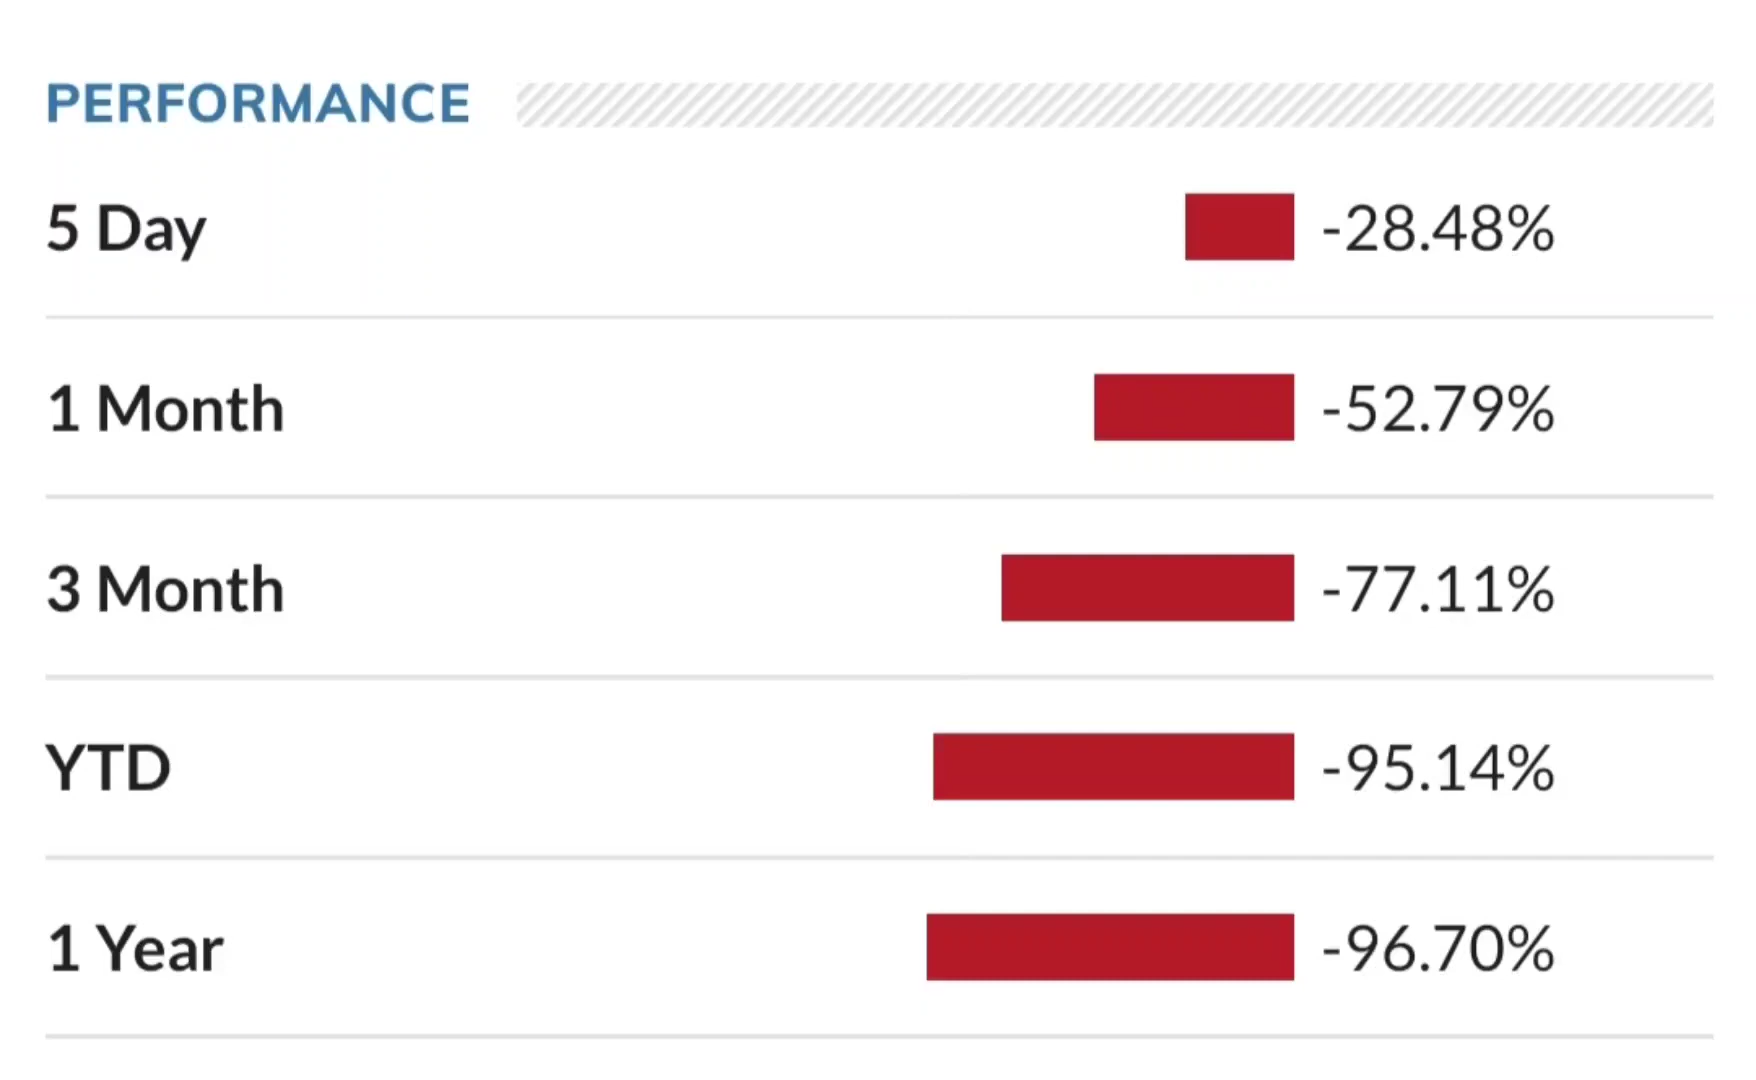 PERFORMANCE
5 Day -28.48%
1 Month -52.79%
3 Month -77.11%
YTD -95.14%
1 Year -96.70%